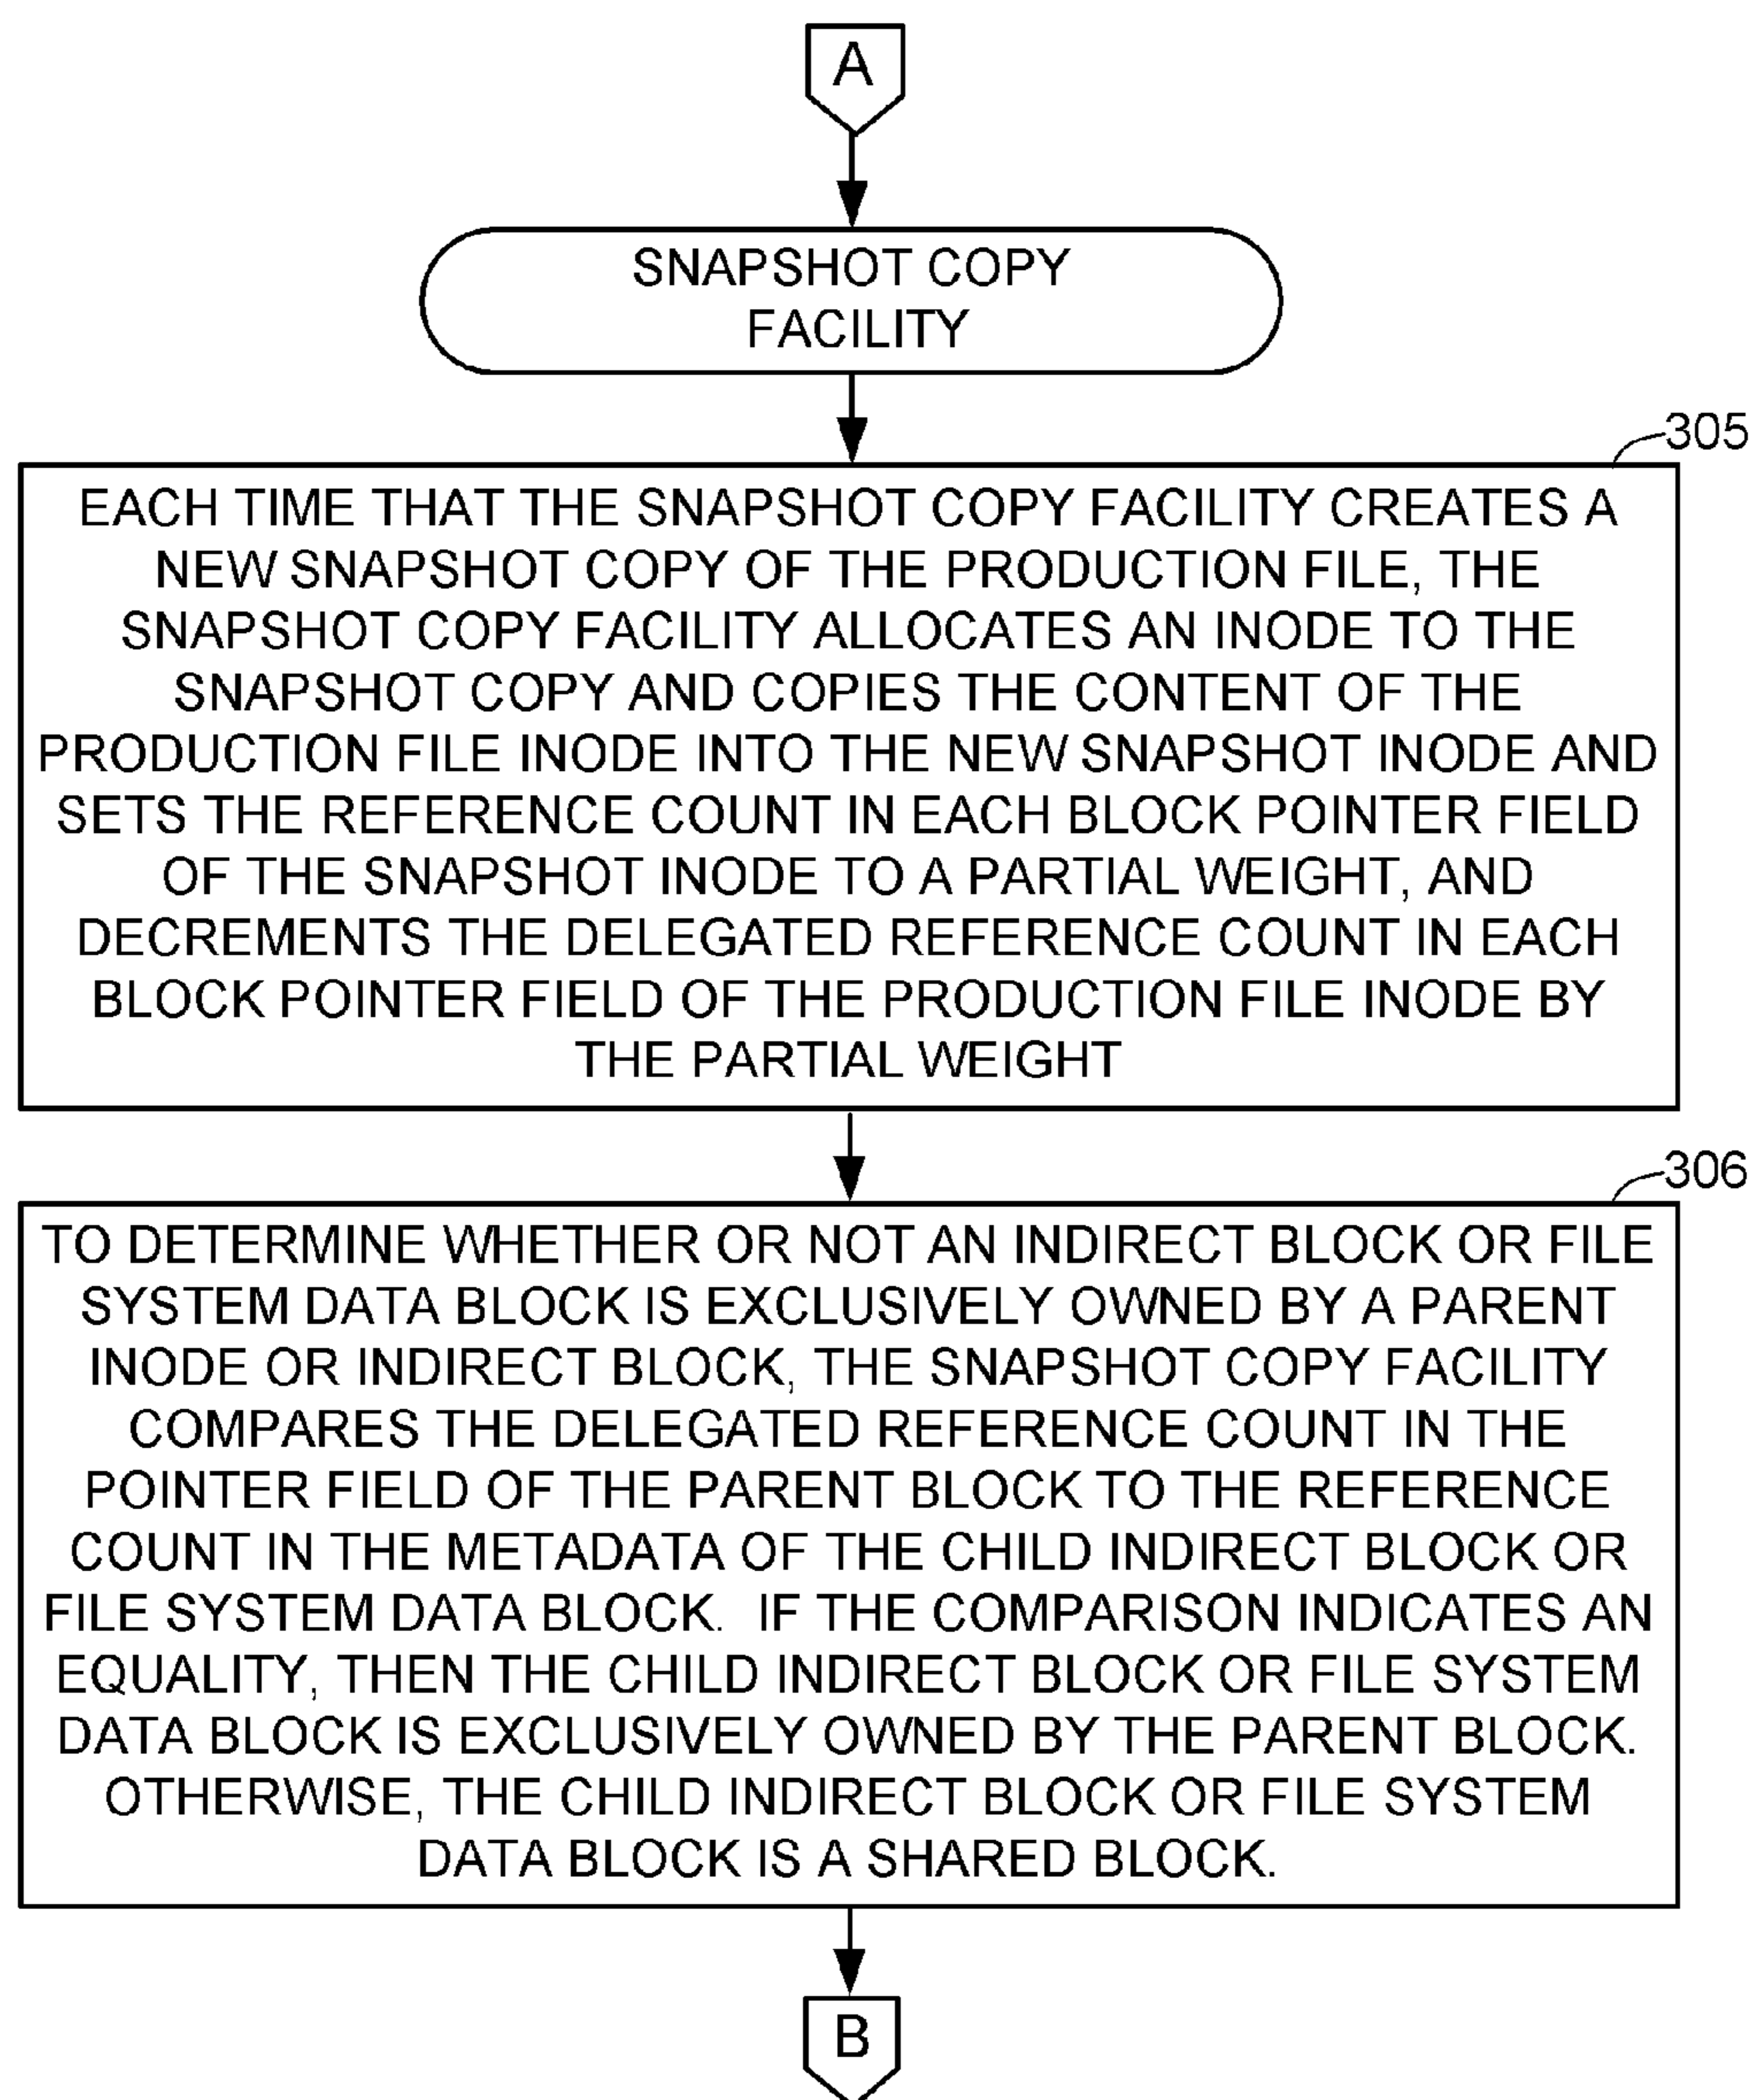 A
SNAPSHOT COPY
FACILITY
305
EACH TIME THAT THE SNAPSHOT COPY FACILITY CREATES A
NEW SNAPSHOT COPY OF THE PRODUCTION FILE, THE
SNAPSHOT COPY FACILITY ALLOCATES AN INODE TO THE
SNAPSHOT COPY AND COPIES THE CONTENT OF THE
PRODUCTION FILE INODE INTO THE NEW SNAPSHOT INODE AND
SETS THE REFERENCE COUNT IN EACH BLOCK POINTER FIELD
OF THE SNAPSHOT INODE TO A PARTIAL WEIGHT, AND
DECREMENTS THE DELEGATED REFERENCE COUNT IN EACH
BLOCK POINTER FIELD OF THE PRODUCTION FILE INODE BY
THE PARTIAL WEIGHT
306
TO DETERMINE WHETHER OR NOT AN INDIRECT BLOCK OR FILE
SYSTEM DATA BLOCK IS EXCLUSIVELY OWNED BY A PARENT
INODE OR INDIRECT BLOCK, THE SNAPSHOT COPY FACILITY
COMPARES THE DELEGATED REFERENCE COUNT IN THE
POINTER FIELD OF THE PARENT BLOCK TO THE REFERENCE
COUNT IN THE METADATA OF THE CHILD INDIRECT BLOCK OR
FILE SYSTEM DATA BLOCK. IF THE COMPARISON INDICATES AN
EQUALITY, THEN THE CHILD INDIRECT BLOCK OR FILE SYSTEM
DATA BLOCK IS EXCLUSIVELY OWNED BY THE PARENT BLOCK.
OTHERWISE, THE CHILD INDIRECT BLOCK OR FILE SYSTEM
DATA BLOCK IS A SHARED BLOCK.
B